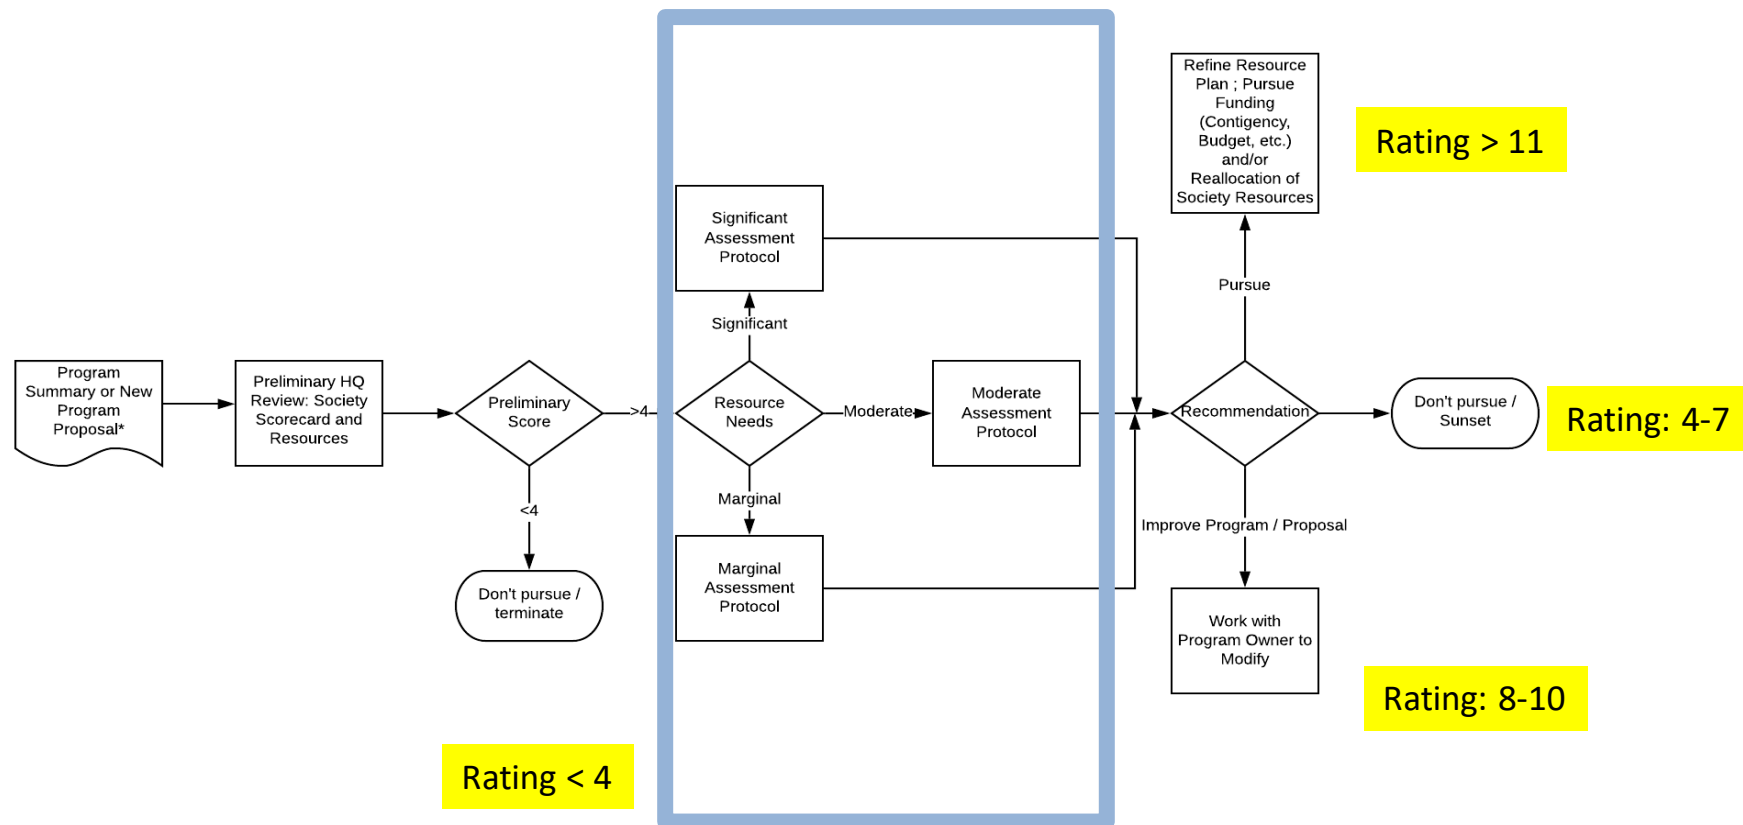 Program
Summary or New
Program
Proposal*
Preliminary HQ
Review: Society
Scorecard and
Resources
Preliminary
Score
>4
<4
Don't pursue /
terminate
Rating < 4
Significant
Assessment
Protocol
Significant
Resource
Needs
Moderate
Moderate
Assessment
Protocol
Marginal
Marginal
Assessment
Protocol
Refine Resource
Plan ; Pursue
Funding
(Contigency,
Budget, etc.)
and/or
Reallocation of
Society Resources
Rating > 11
Pursue
Recommendation
Don't pursue /
Sunset
Rating: 4-7
Improve Program / Proposal
Work with
Program Owner to
Modify
Rating: 8-10